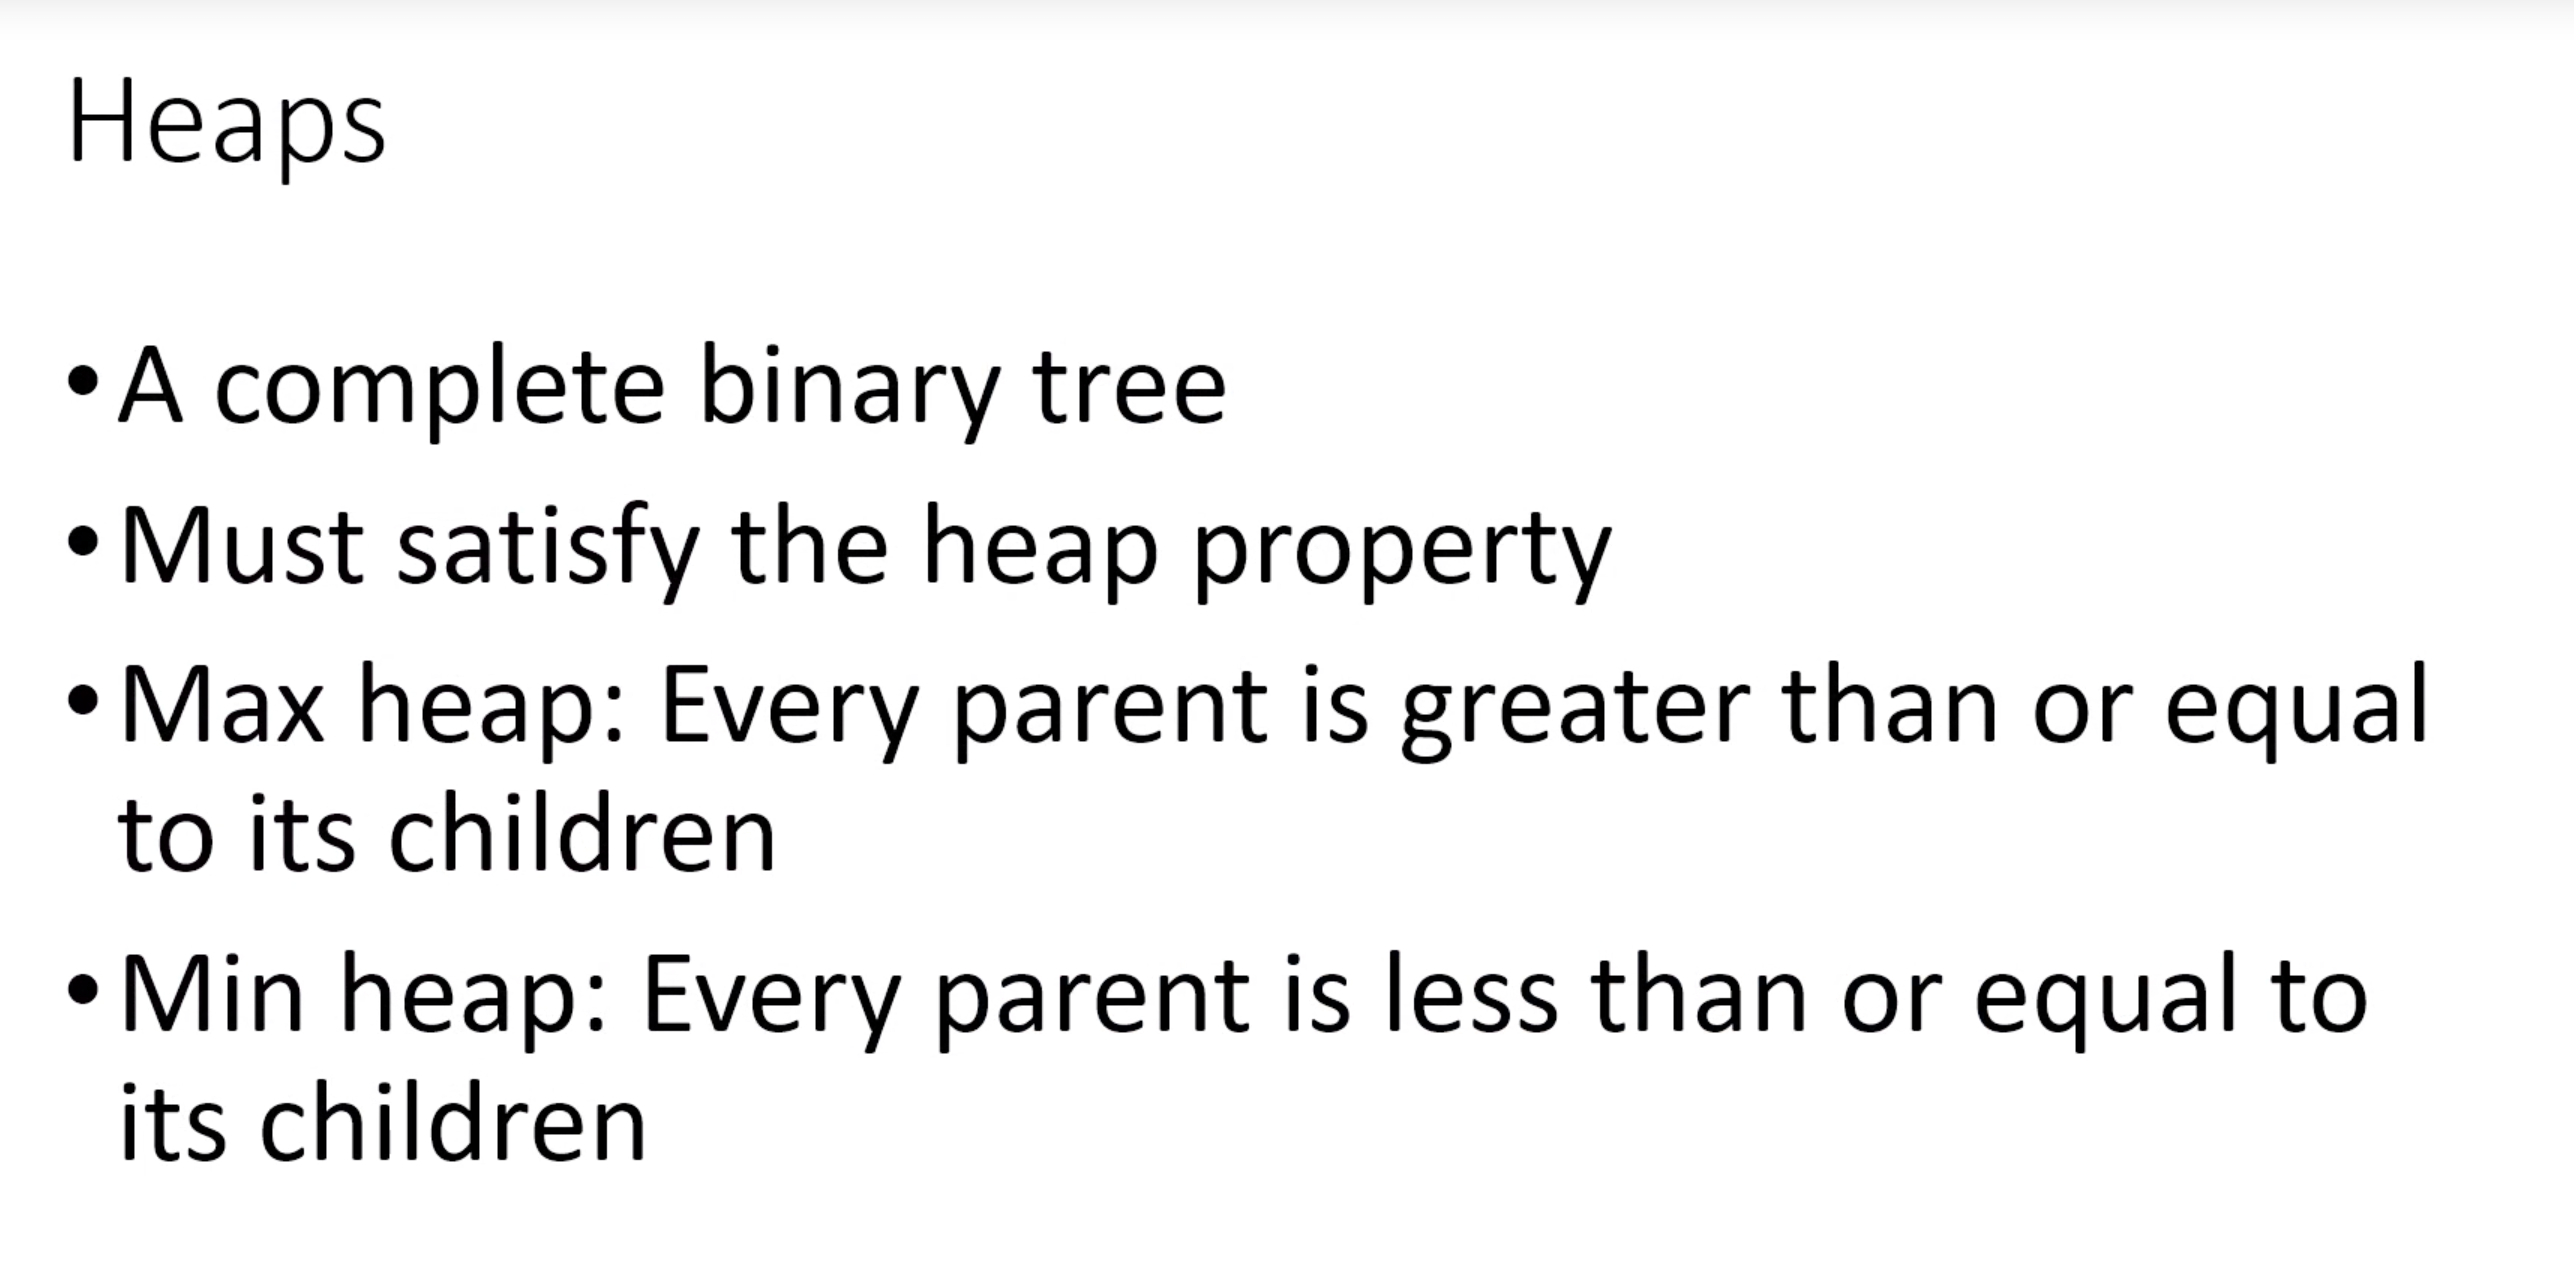 Heaps
•A complete binary tree
•Must satisfy the heap property
•Max heap: Every parent is greater than or equal
to its children
•Min heap: Every parent is less than or equal to
its children